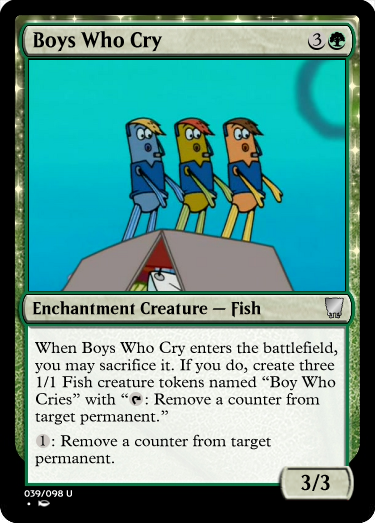 Boys Who Cry 3
Enchantment Creature — Fish
When Boys Who Cry enters the battlefield,
you may sacrifice it. If you do, create three
1/1 Fish creature tokens named “Boy Who
Cries” with “: Remove a counter from
target permanent.”
1: Remove a counter from target
permanent.
3/3
039/098 U